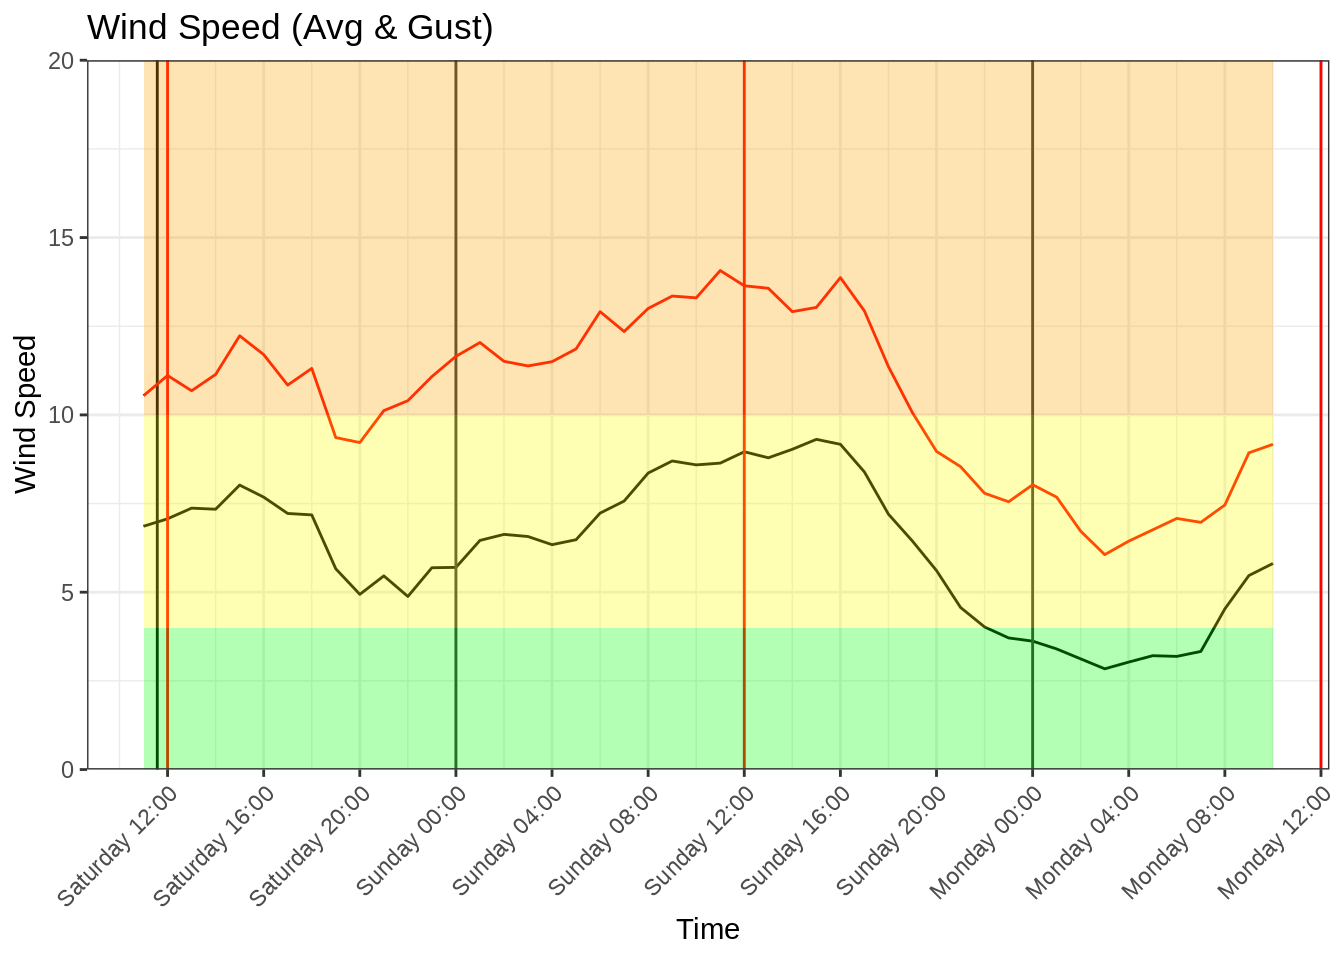 Wind Speed (Avg & Gust)
20
15
10
5
0
Wind Speed
Saturday 12:00
Saturday 16:00
Saturday 20:00
Sunday 00:00
Sunday 04:00
Sunday 08:00
Sunday 12:00
Sunday 16:00
Sunday 20:00
Monday 00:00
Monday 04:00
Monday 08:00
Monday 12:00
Time